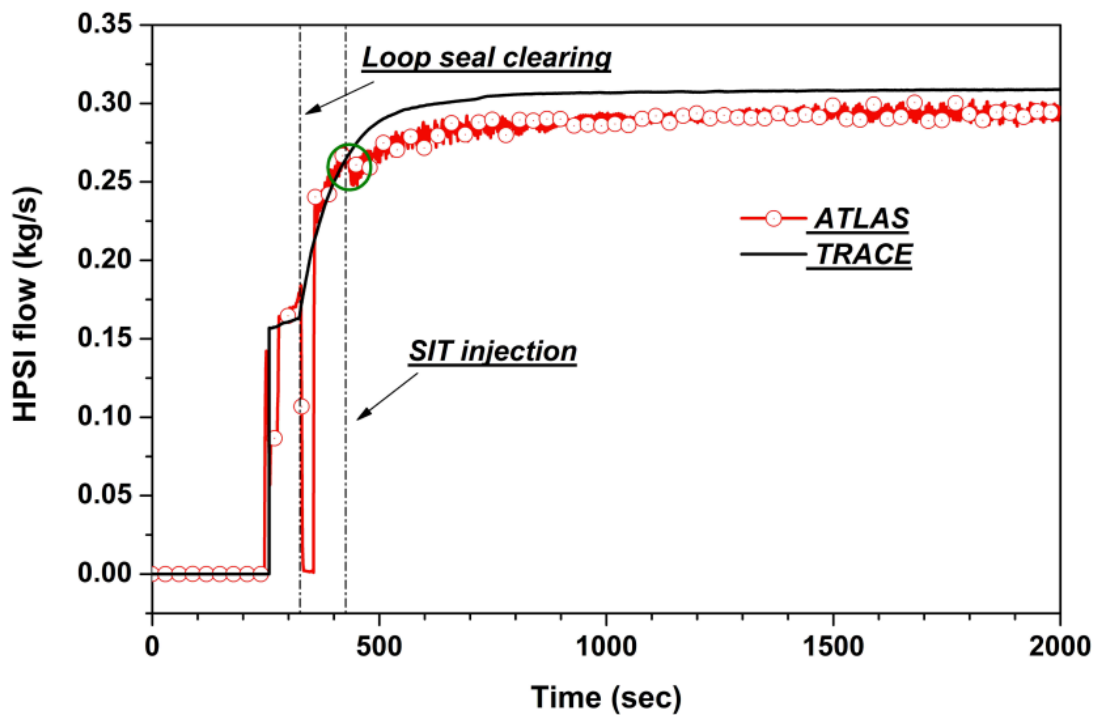 0.35
0.30
0.25
0.20
0.15
0.10
0.05
0.00
HPSI flow (kg/s)
Loop seal clearing
ATLAS
TRACE
SIT injection
0 500 1000 1500 2000
Time (sec)